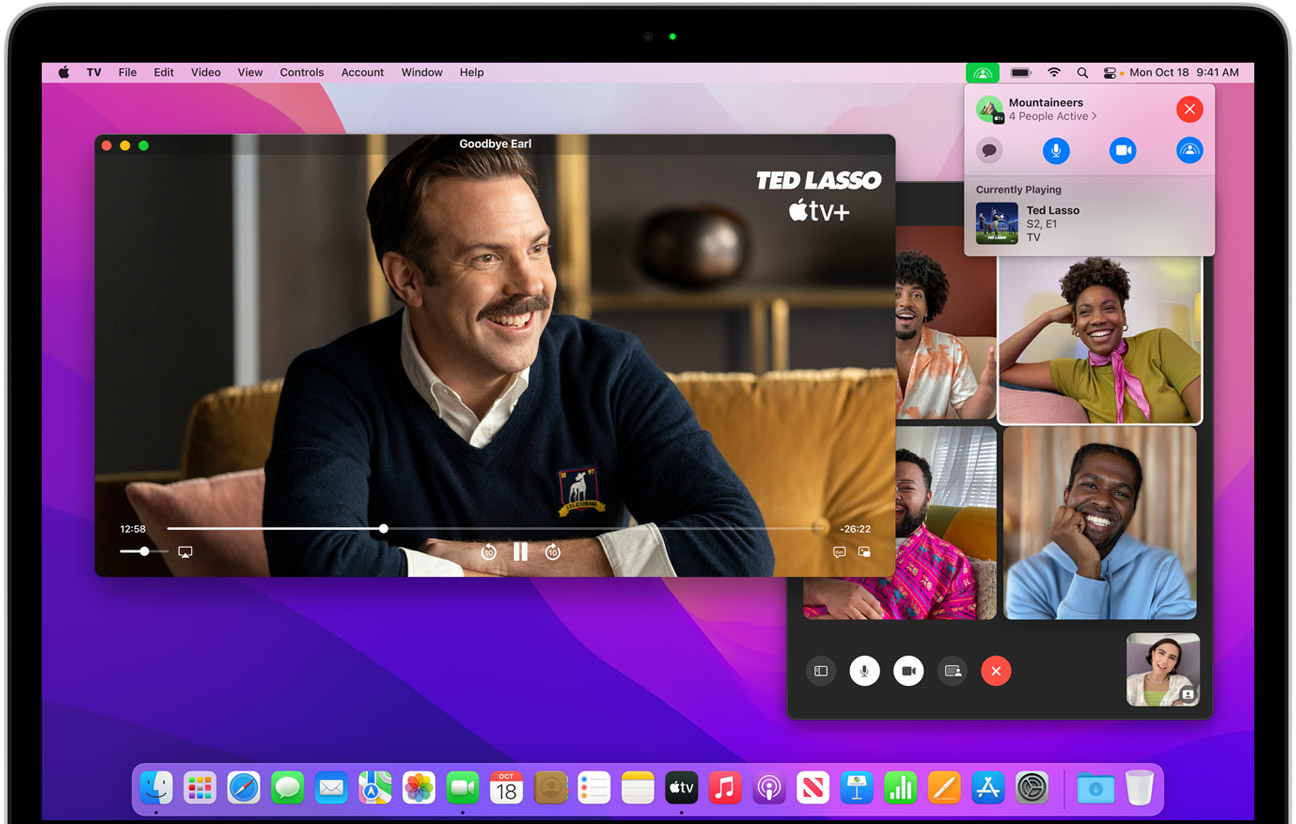 TV File Edit Video View Controls Account Window Help Mon Oct 18 9:41 AM
Mountaineers
4 People Active >
Currently Playing
Ted Lasso
S2, E1
TV
Goodbye Earl
TED LASSO
tv+
12:58
-26:22
10 10
OCT
18
tv